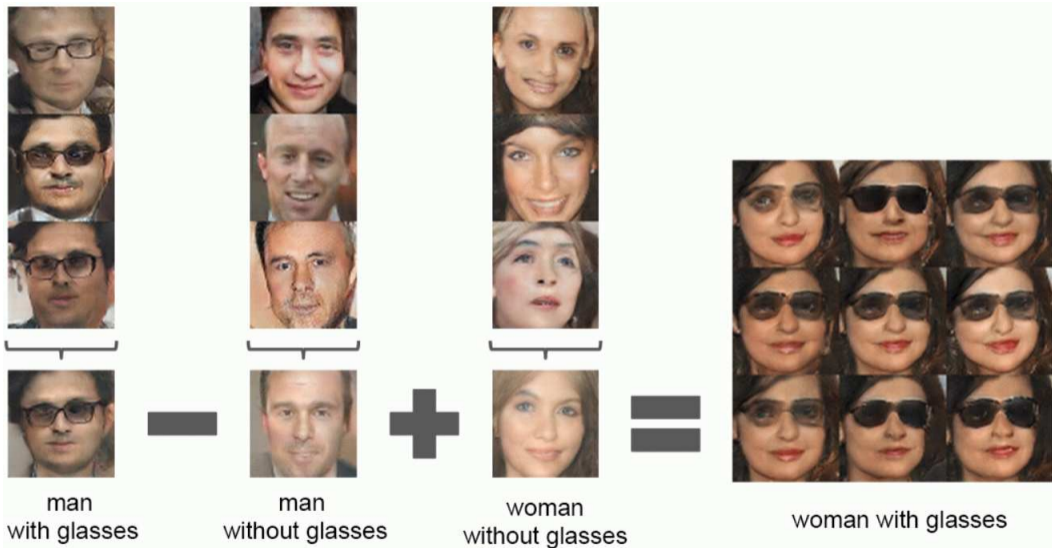 man
with glasses
man
without glasses
woman
without glasses
woman with glasses